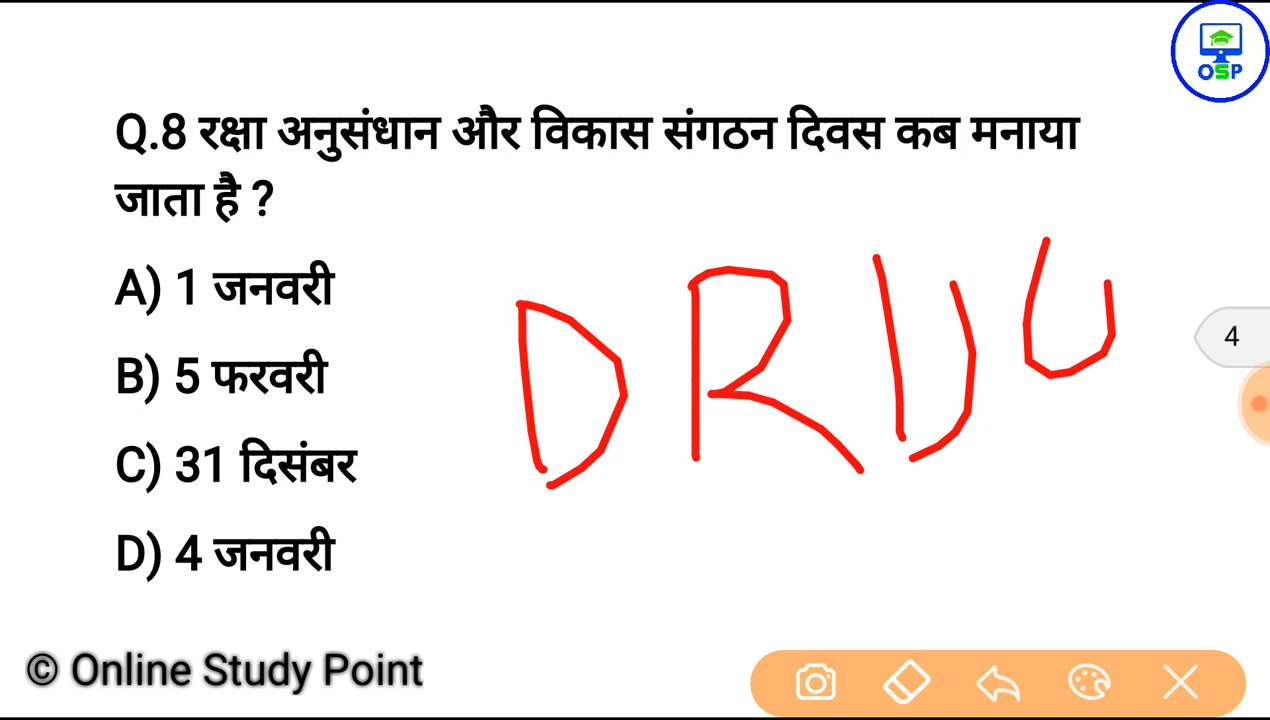 OSP
Q.8 रक्षा अनुसंधान और विकास संगठन दिवस कब मनाया
जाता है ?
A) 1 जनवरी
B) 5 फरवरी
C) 31 दिसंबर
D) 4 जनवरी
DRDO
4
© Online Study Point